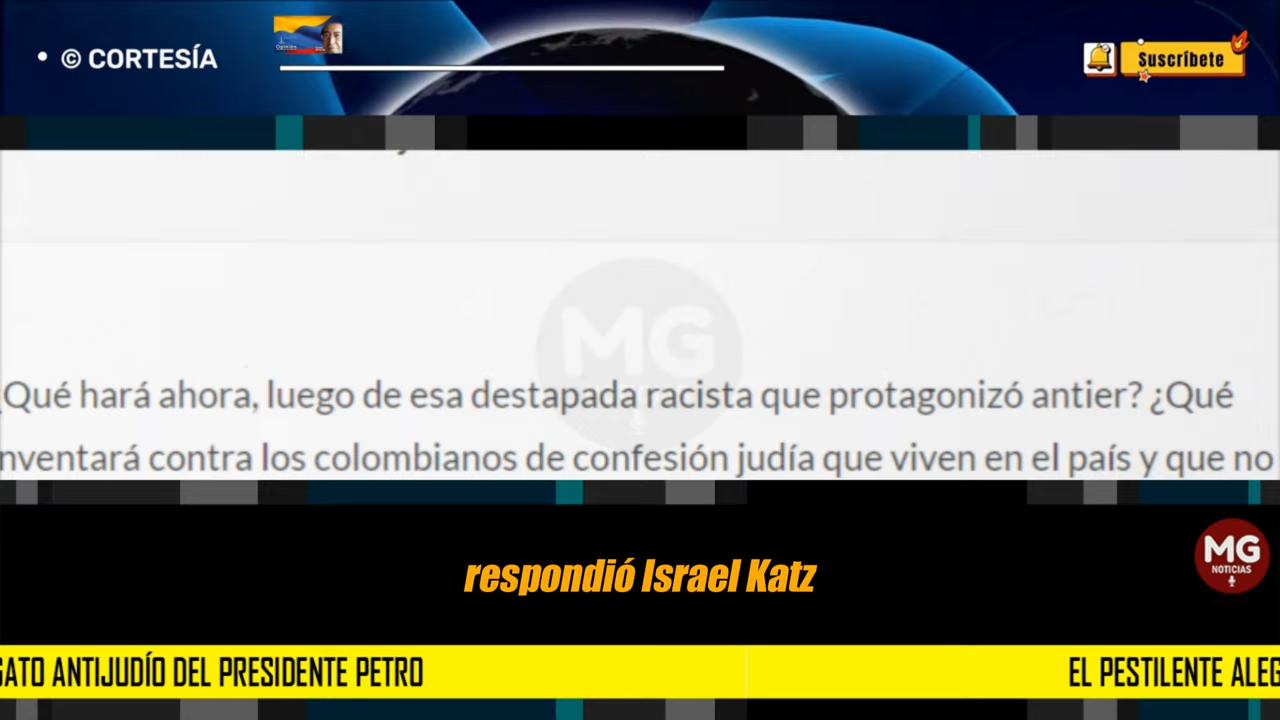 • © CORTESÍA
Opinión
Suscríbete
MG
Qué hará ahora, luego de esa destapada racista que protagonizó antier? ¿Qué
nventará contra los colombianos de confesión judía que viven en el país y que no
respondió Israel Katz
MG
NOTICIAS
GATO ANTIJUDÍO DEL PRESIDENTE PETRO
EL PESTILENTE ALEG